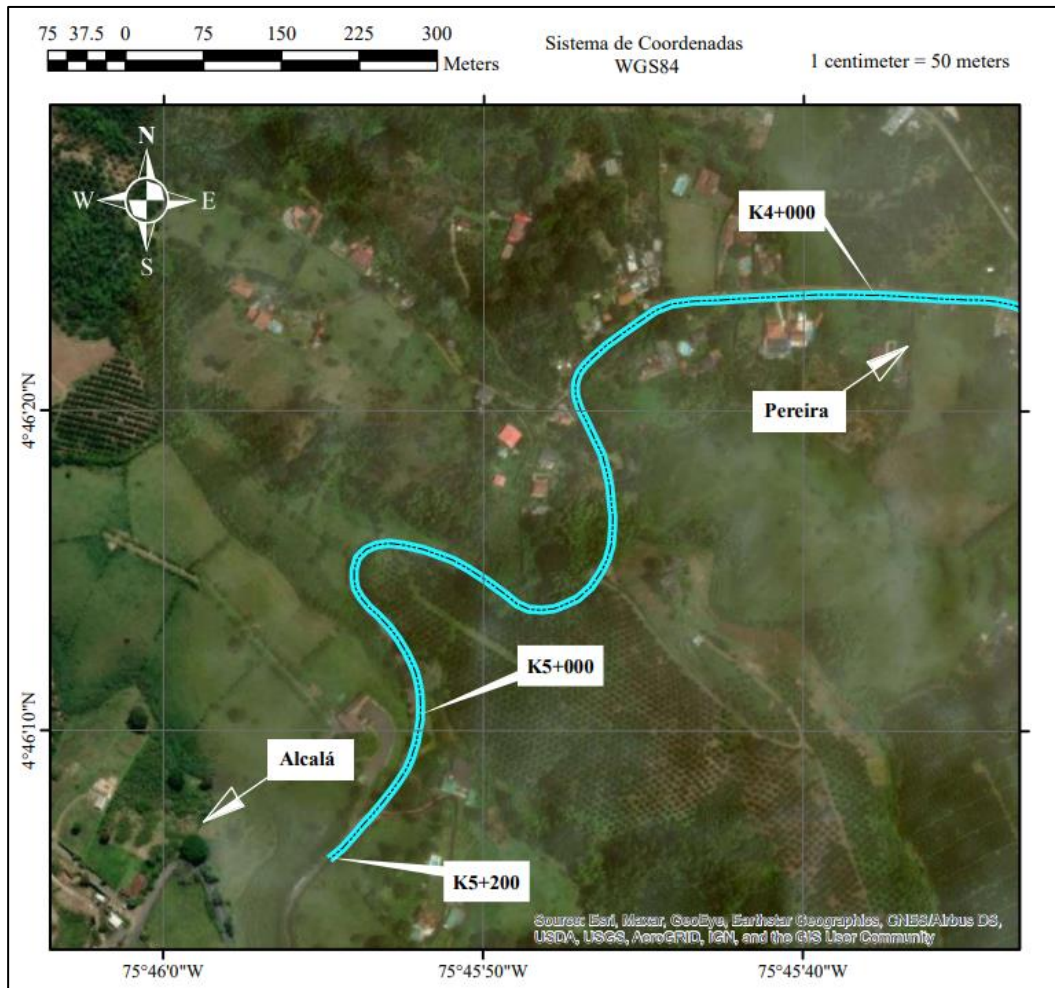 75 37.5 0 75 150 225 300
Meters
Sistema de Coordenadas
WGS84
1 centimeter = 50 meters
N
W E
S
K4+000
Pereira
4°46'20"N
K5+000
4°46'10"N
Alcalá
K5+200
Source: Esri, Maxar, GeoEye, Earthstar Geographics, CNES/Airbus DS,
USDA, USGS, AeroGRID, IGN, and the GIS User Community
75°46'0"W 75°45'50"W 75°45'40"W